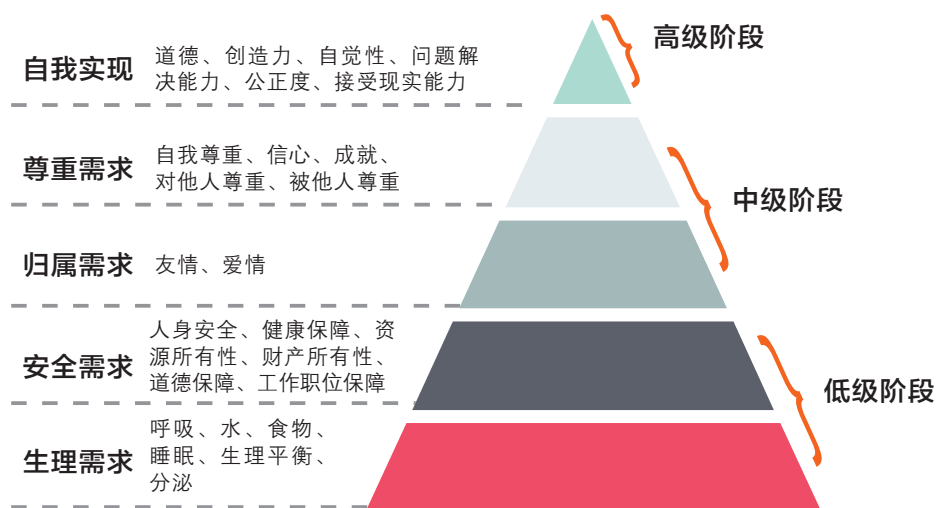 高级阶段
自我实现
道德、创造力、自觉性、问题解
决能力、公正度、接受现实能力
尊重需求
自我尊重、信心、成就、
对他人尊重、被他人尊重
中级阶段
归属需求
友情、爱情
安全需求
人身安全、健康保障、资
源所有性、财产所有性、
道德保障、工作职位保障
低级阶段
生理需求
呼吸、水、食物、
睡眠、生理平衡、
分泌